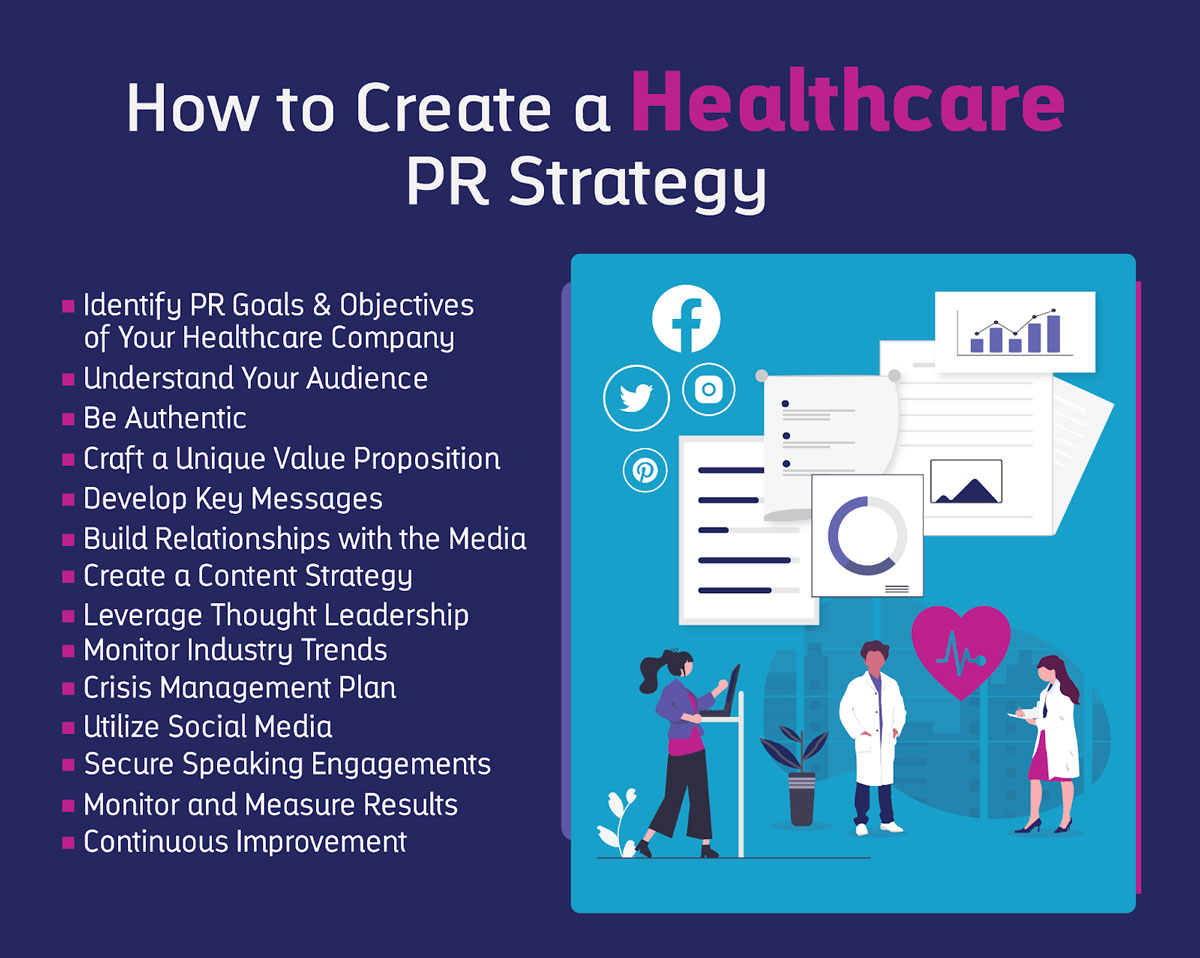 How to Create a Healthcare
PR Strategy
Identify PR Goals & Objectives
of Your Healthcare Company
Understand Your Audience
Be Authentic
Craft a Unique Value Proposition
Develop Key Messages
Build Relationships with the Media
Create a Content Strategy
Leverage Thought Leadership
Monitor Industry Trends
Crisis Management Plan
Utilize Social Media
Secure Speaking Engagements
Monitor and Measure Results
Continuous Improvement